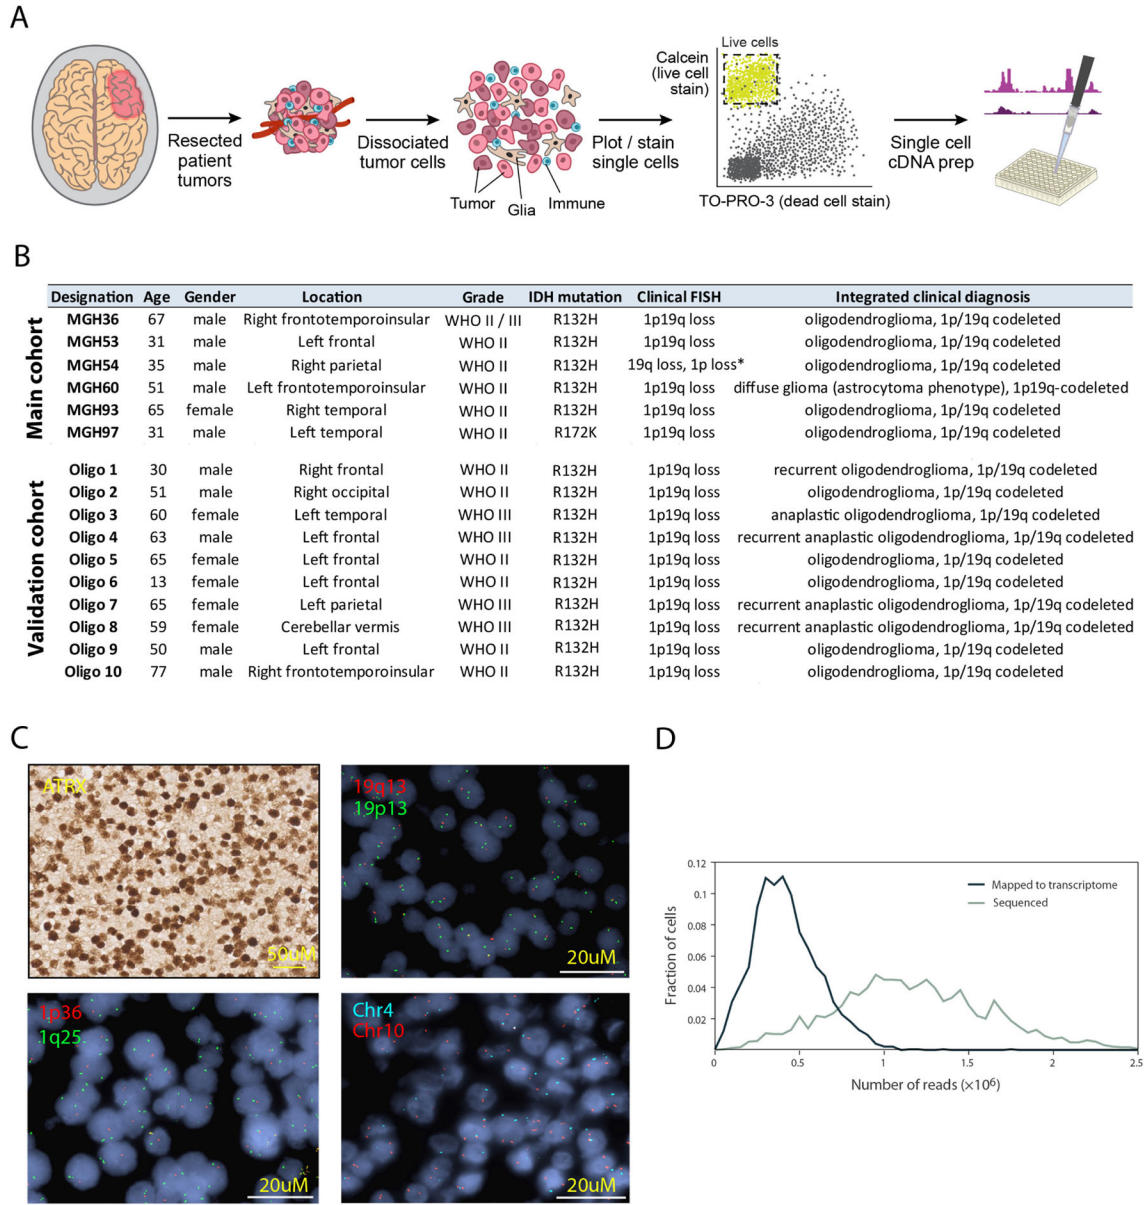 A
Resected
patient
tumors
Dissociated
tumor cells
Tumor
Glia
Immune
Plot / stain
single cells
Calcein
(live cell
stain)
Live cells
TO-PRO-3 (dead cell stain)
Single cell
cDNA prep
B
Designation Age Gender Location Grade IDH mutation Clinical FISH Integrated clinical diagnosis
Main cohort
MGH36 67 male Right frontotemporoinsular WHO II / III R132H 1p19q loss oligodendroglioma, 1p/19q codeleted
MGH53 31 male Left frontal WHO II R132H 1p19q loss oligodendroglioma, 1p/19q codeleted
MGH54 35 male Right parietal WHO II R132H 19q loss, 1p loss* oligodendroglioma, 1p/19q codeleted
MGH60 51 male Left frontotemporoinsular WHO II R132H 1p19q loss diffuse glioma (astrocytoma phenotype), 1p19q-codeleted
MGH93 65 female Right temporal WHO II R132H 1p19q loss oligodendroglioma, 1p/19q codeleted
MGH97 31 male Left temporal WHO II R172K 1p19q loss oligodendroglioma, 1p/19q codeleted
Validation cohort
Oligo 1 30 male Right frontal WHO II R132H 1p19q loss recurrent oligodendroglioma, 1p/19q codeleted
Oligo 2 51 male Right occipital WHO II R132H 1p19q loss oligodendroglioma, 1p/19q codeleted
Oligo 3 60 female Left temporal WHO III R132H 1p19q loss anaplastic oligodendroglioma, 1p/19q codeleted
Oligo 4 63 male Left frontal WHO III R132H 1p19q loss recurrent anaplastic oligodendroglioma, 1p/19q codeleted
Oligo 5 65 female Left frontal WHO II R132H 1p19q loss oligodendroglioma, 1p/19q codeleted
Oligo 6 13 female Left frontal WHO II R132H 1p19q loss oligodendroglioma, 1p/19q codeleted
Oligo 7 65 female Left parietal WHO III R132H 1p19q loss recurrent anaplastic oligodendroglioma, 1p/19q codeleted
Oligo 8 59 female Cerebellar vermis WHO III R132H 1p19q loss recurrent anaplastic oligodendroglioma, 1p/19q codeleted
Oligo 9 50 male Left frontal WHO II R132H 1p19q loss oligodendroglioma, 1p/19q codeleted
Oligo 10 77 male Right frontotemporoinsular WHO II R132H 1p19q loss oligodendroglioma, 1p/19q codeleted
C
ATRX
50uM
19q13
19p13
20uM
1p36
1q25
20uM
Chr4
Chr10
20uM
D
Fraction of cells
0.12
0.1
0.08
0.06
0.04
0.02
Mapped to transcriptome
Sequenced
0 0.5 1 1.5 2 2.5
Number of reads (×10⁶)